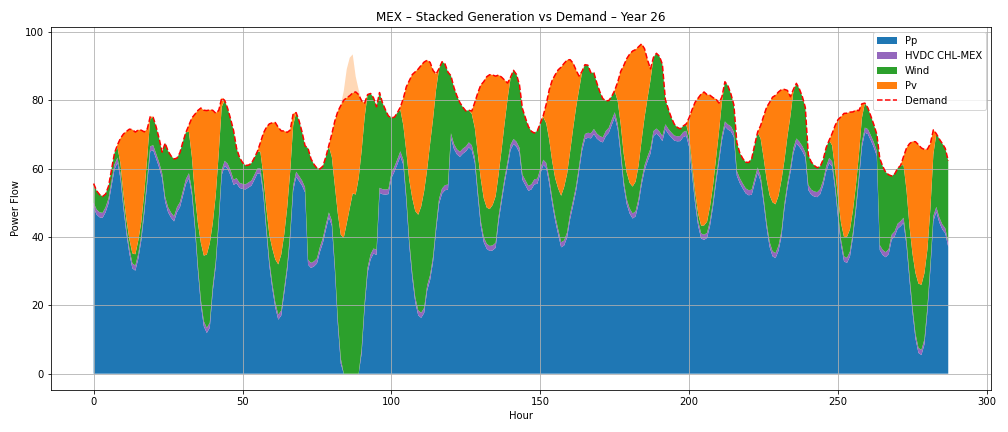 MEX – Stacked Generation vs Demand – Year 26
Pp
HVDC CHL-MEX
Wind
Pv
Demand
Power Flow
100
80
60
40
20
0
0 50 100 150 200 250 300
Hour